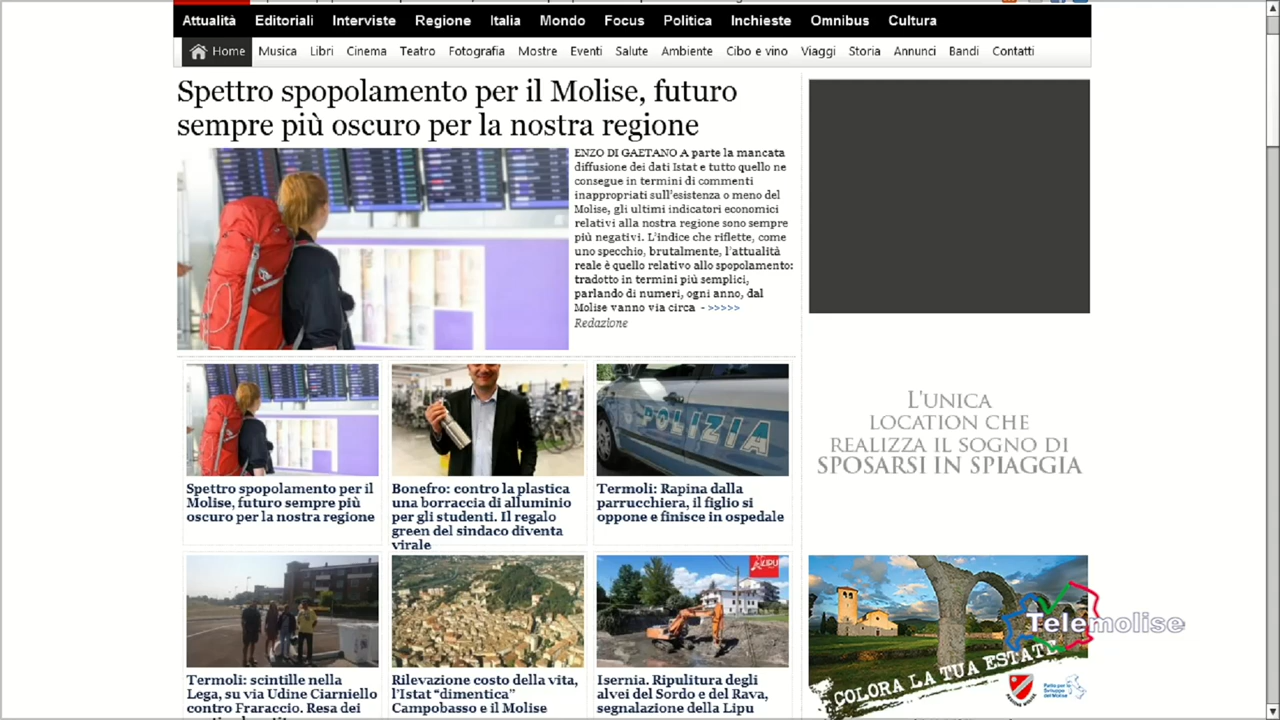 Attualità Editoriali Interviste Regione Italia Mondo Focus Politica Inchieste Omnibus Cultura
Home Musica Libri Cinema Teatro Fotografia Mostre Eventi Salute Ambiente Cibo e vino Viaggi Storia Annunci Bandi Contatti
Spettro spopolamento per il Molise, futuro
sempre più oscuro per la nostra regione
ENZO DI GAETANO A parte la mancata
diffusione dei dati Istat e tutto quello ne
consegue in termini di commenti
inappropriati sull'esistenza o meno del
Molise, gli ultimi indicatori economici
relativi alla nostra regione sono sempre
più negativi. L'indice che riflette, come
uno specchio, brutalmente, l'attualità
reale è quello relativo allo spopolamento:
tradotto in termini più semplici,
parlando di numeri, ogni anno, dal
Molise vanno via circa - >>>>>
Redazione
L'UNICA
LOCATION CHE
REALIZZA IL SOGNO DI
SPOSARSI IN SPIAGGIA
POLIZIA
Spettro spopolamento per il
Molise, futuro sempre più
oscuro per la nostra regione
Bonefro: contro la plastica
una borraccia di alluminio
per gli studenti. Il regalo
green del sindaco diventa
virale
Termoli: Rapina dalla
parrucchiera, il figlio si
oppone e finisce in ospedale
LIPU
Termoli: scintille nella
Lega, su via Udine Ciarniello
contro Fraraccio. Resa dei
Rilevazione costo della vita,
l'Istat “dimentica”
Campobasso e il Molise
Isernia. Ripulitura degli
alvei del Sordo e del Rava,
segnalazione della Lipu
Telemolise
COLORA LA TUA ESTATE
REGIONE MOLISE
Patto per lo
Sviluppo
del Molise